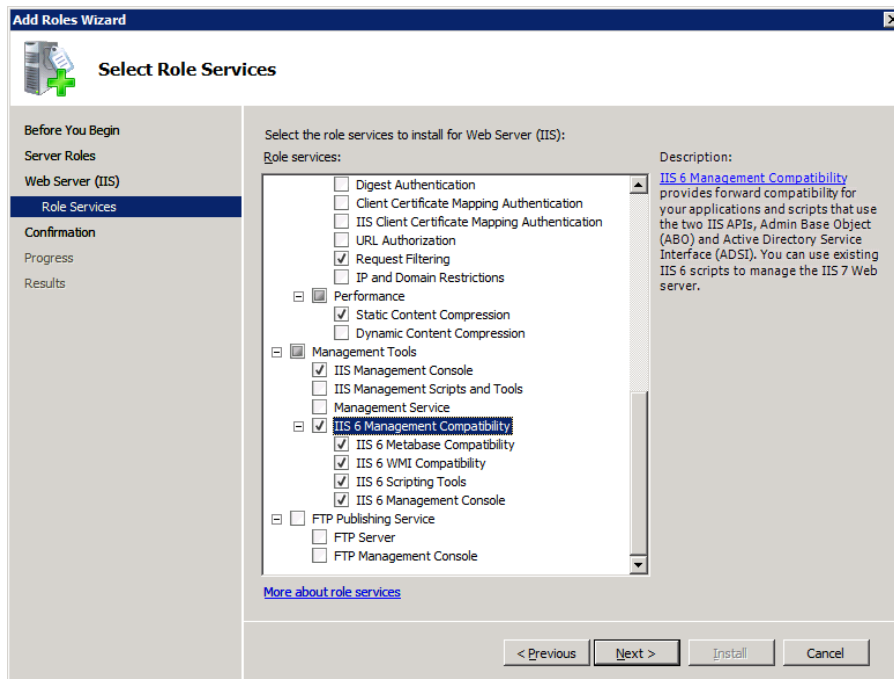 Add Roles Wizard
Select Role Services
Before You Begin
Server Roles
Web Server (IIS)
Role Services
Confirmation
Progress
Results
Select the role services to install for Web Server (IIS):
Role services:
Digest Authentication
Client Certificate Mapping Authentication
IIS Client Certificate Mapping Authentication
URL Authorization
Request Filtering
IP and Domain Restrictions
Performance
Static Content Compression
Dynamic Content Compression
Management Tools
IIS Management Console
IIS Management Scripts and Tools
Management Service
IIS 6 Management Compatibility
IIS 6 Metabase Compatibility
IIS 6 WMI Compatibility
IIS 6 Scripting Tools
IIS 6 Management Console
FTP Publishing Service
FTP Server
FTP Management Console
More about role services
Description:
IIS 6 Management Compatibility
provides forward compatibility for
your applications and scripts that use
the two IIS APIs, Admin Base Object
(ABO) and Active Directory Service
Interface (ADSI). You can use existing
IIS 6 scripts to manage the IIS 7 Web
server.
< Previous
Next >
Install
Cancel